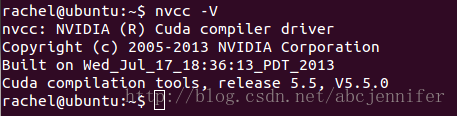 rachel@ubuntu:~$ nvcc -V
nvcc: NVIDIA (R) Cuda compiler driver
Copyright (c) 2005-2013 NVIDIA Corporation
Built on Wed_Jul_17_18:36:13_PDT_2013
Cuda compilation tools, release 5.5, V5.5.0
rachel@ubuntu:~$
http://blog.csdn.net/abcjennifer